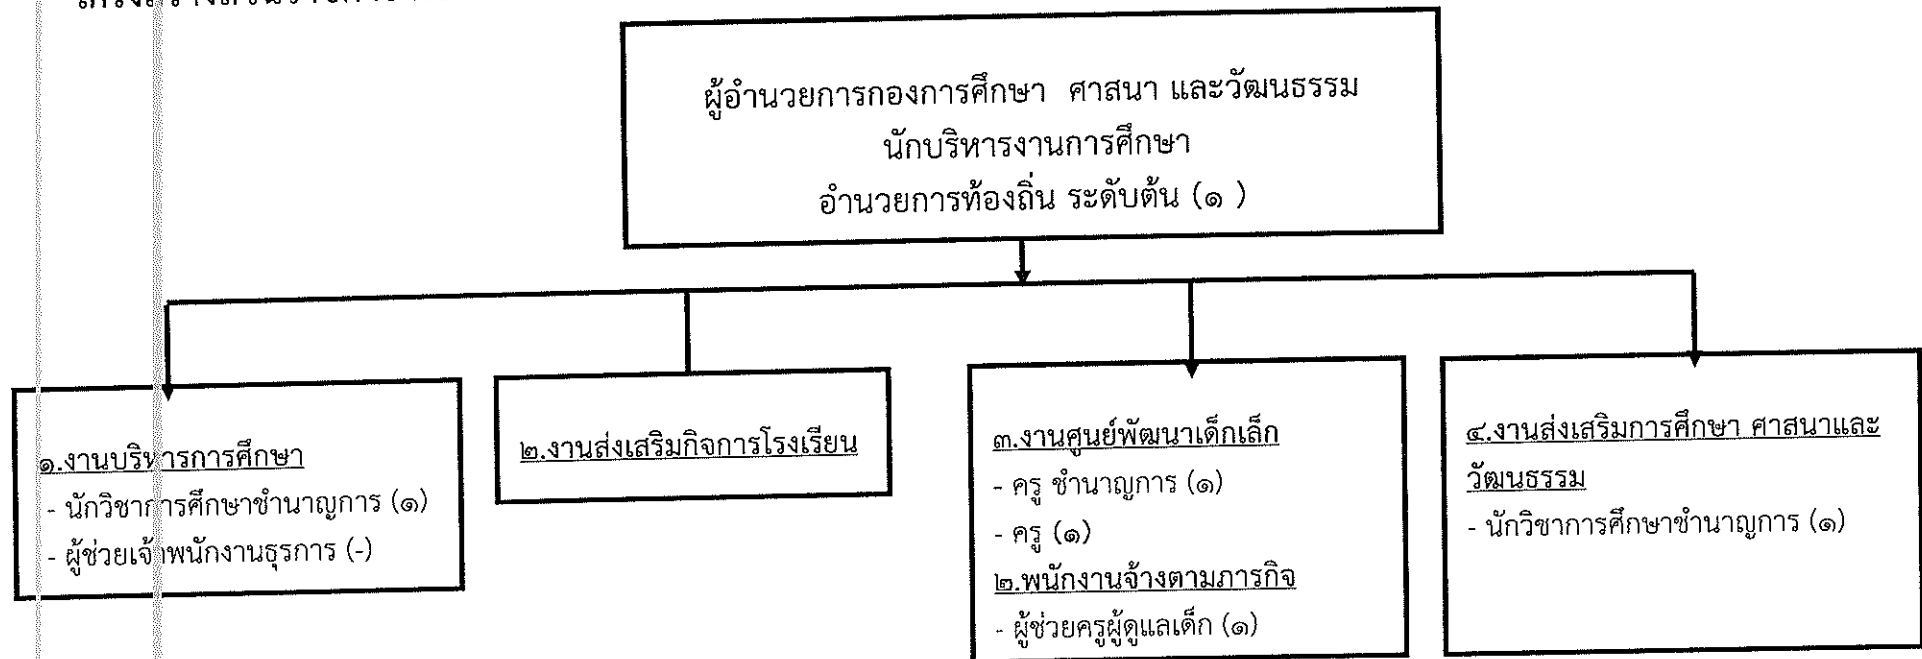 ผู้อำนวยการกองการศึกษา ศาสนา และวัฒนธรรม
นักบริหารงานการศึกษา
อำนวยการท้องถิ่น ระดับต้น (๑ )
๑.งานบริหารการศึกษา
- นักวิชาการศึกษาชำนาญการ (๑)
- ผู้ช่วยเจ้าพนักงานธุรการ (-)
๒.งานส่งเสริมกิจการโรงเรียน
๓.งานศูนย์พัฒนาเด็กเล็ก
- ครู ชำนาญการ (๑)
- ครู (๑)
๒.พนักงานจ้างตามภารกิจ
- ผู้ช่วยครูผู้ดูแลเด็ก (๑)
๔.งานส่งเสริมการศึกษา ศาสนาและ
วัฒนธรรม
- นักวิชาการศึกษาชำนาญการ (๑)